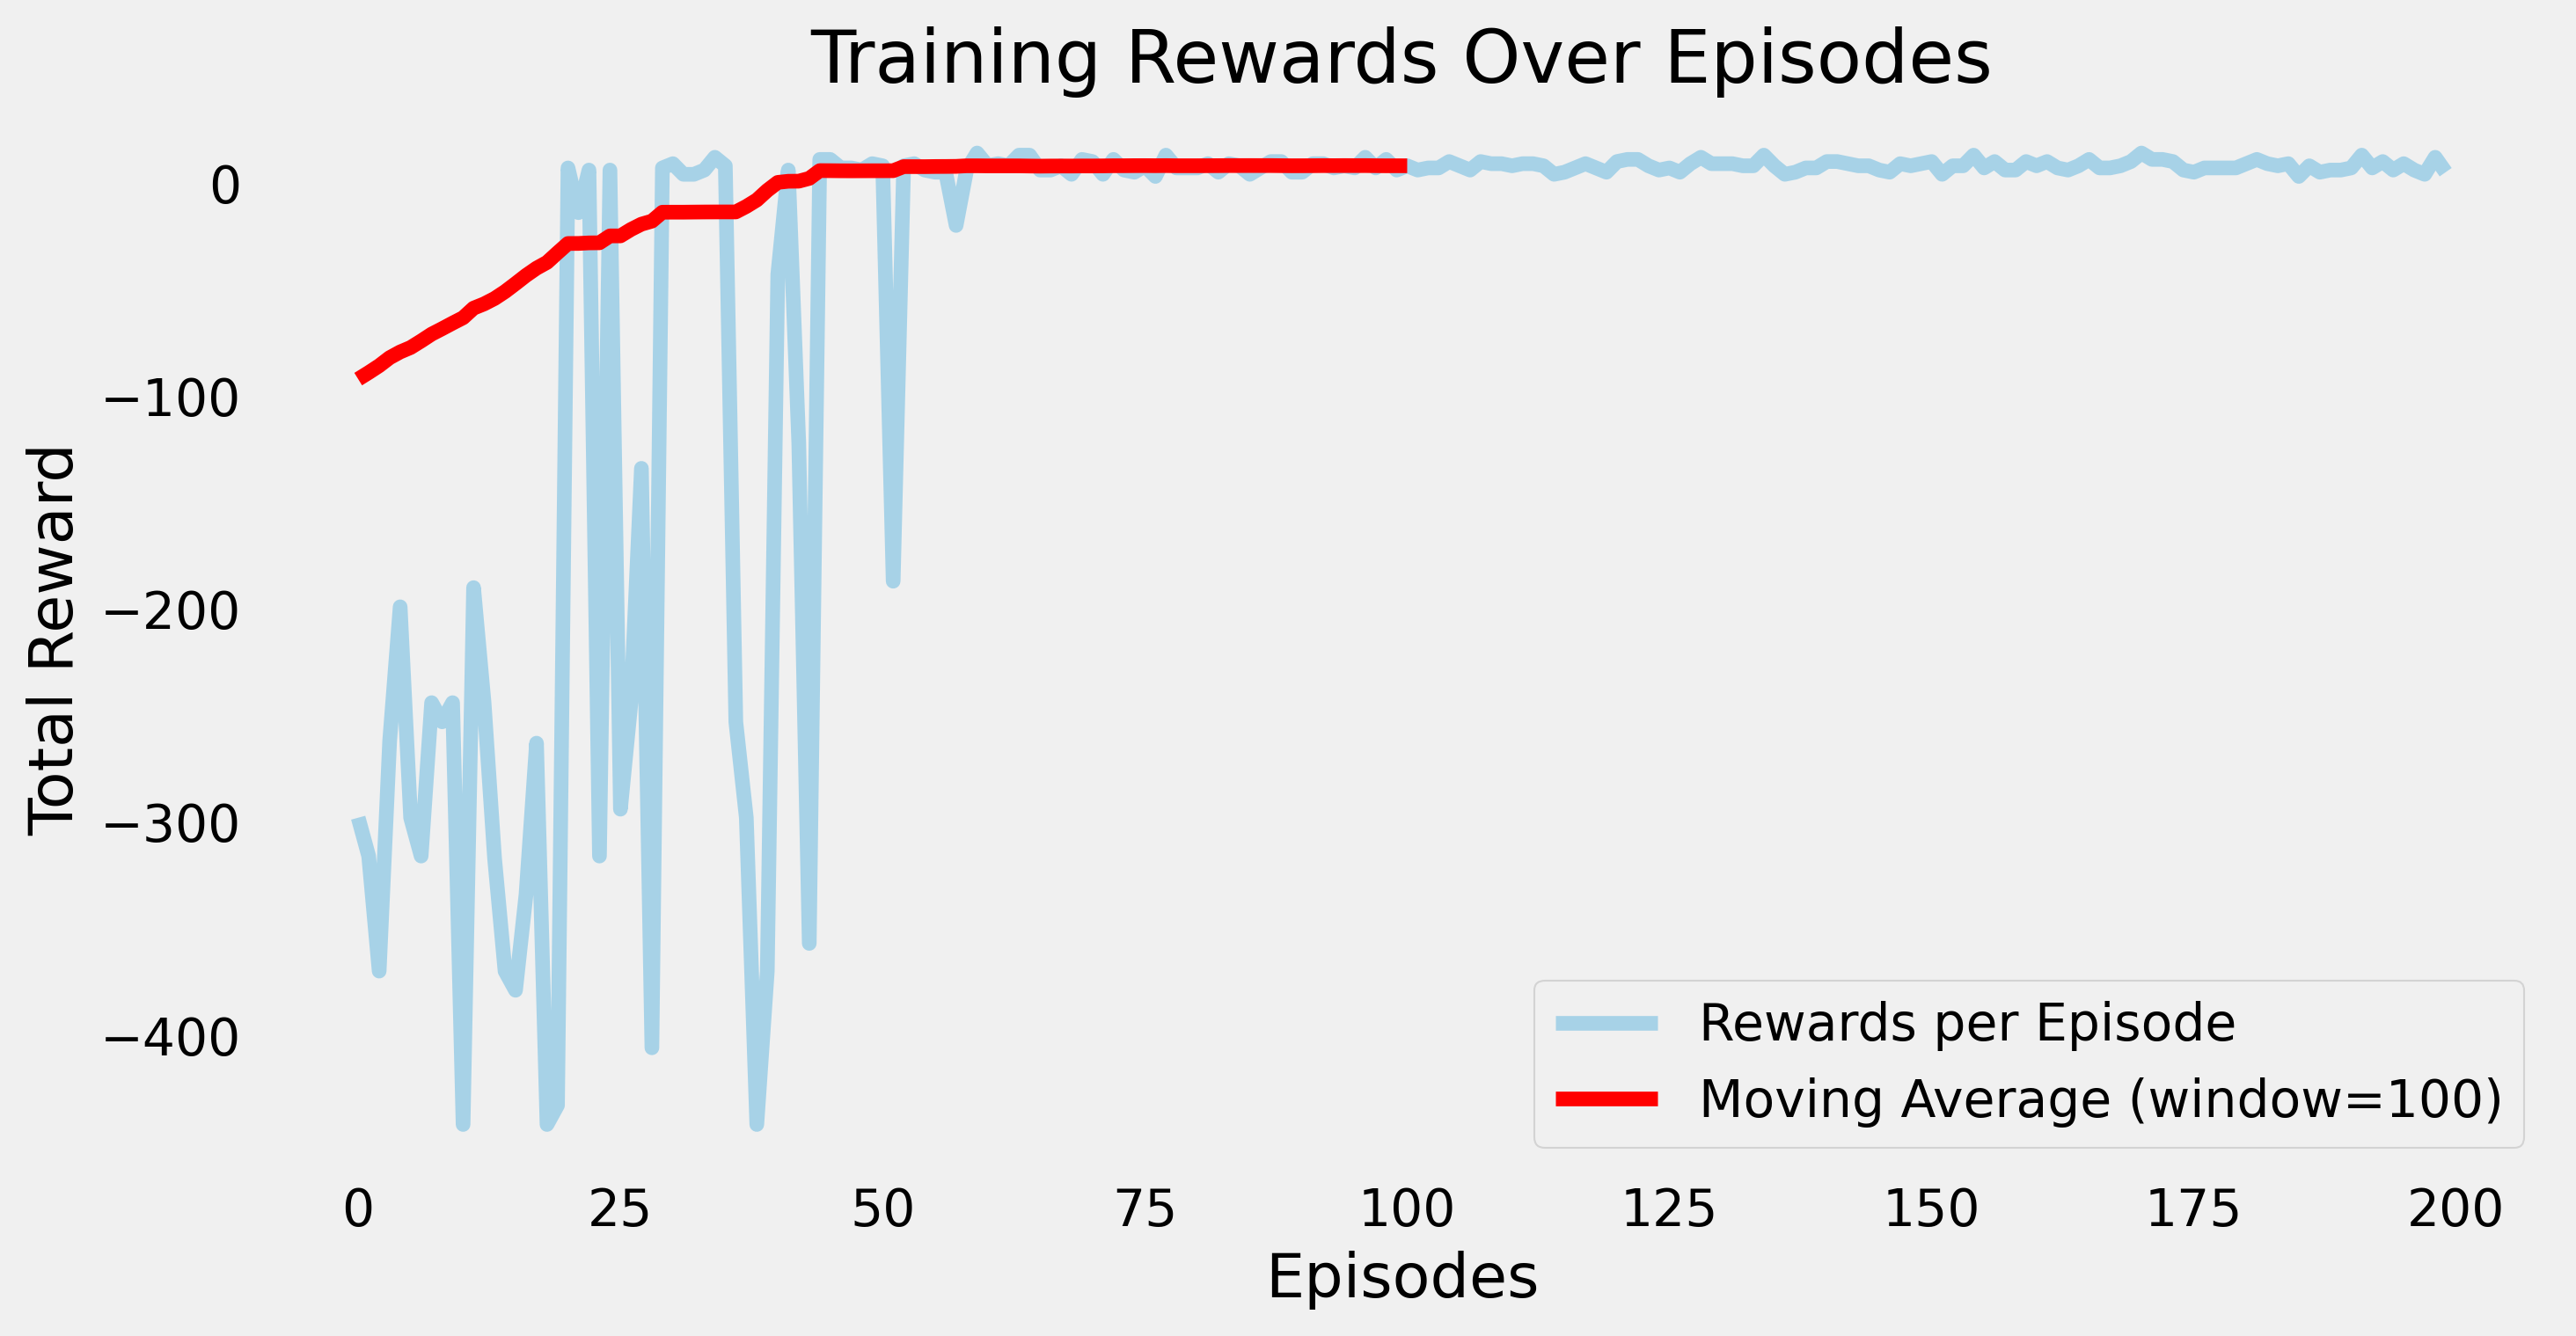 Training Rewards Over Episodes
Total Reward
0
−100
−200
−300
−400
0 25 50 75 100 125 150 175 200
Episodes
Rewards per Episode
Moving Average (window=100)